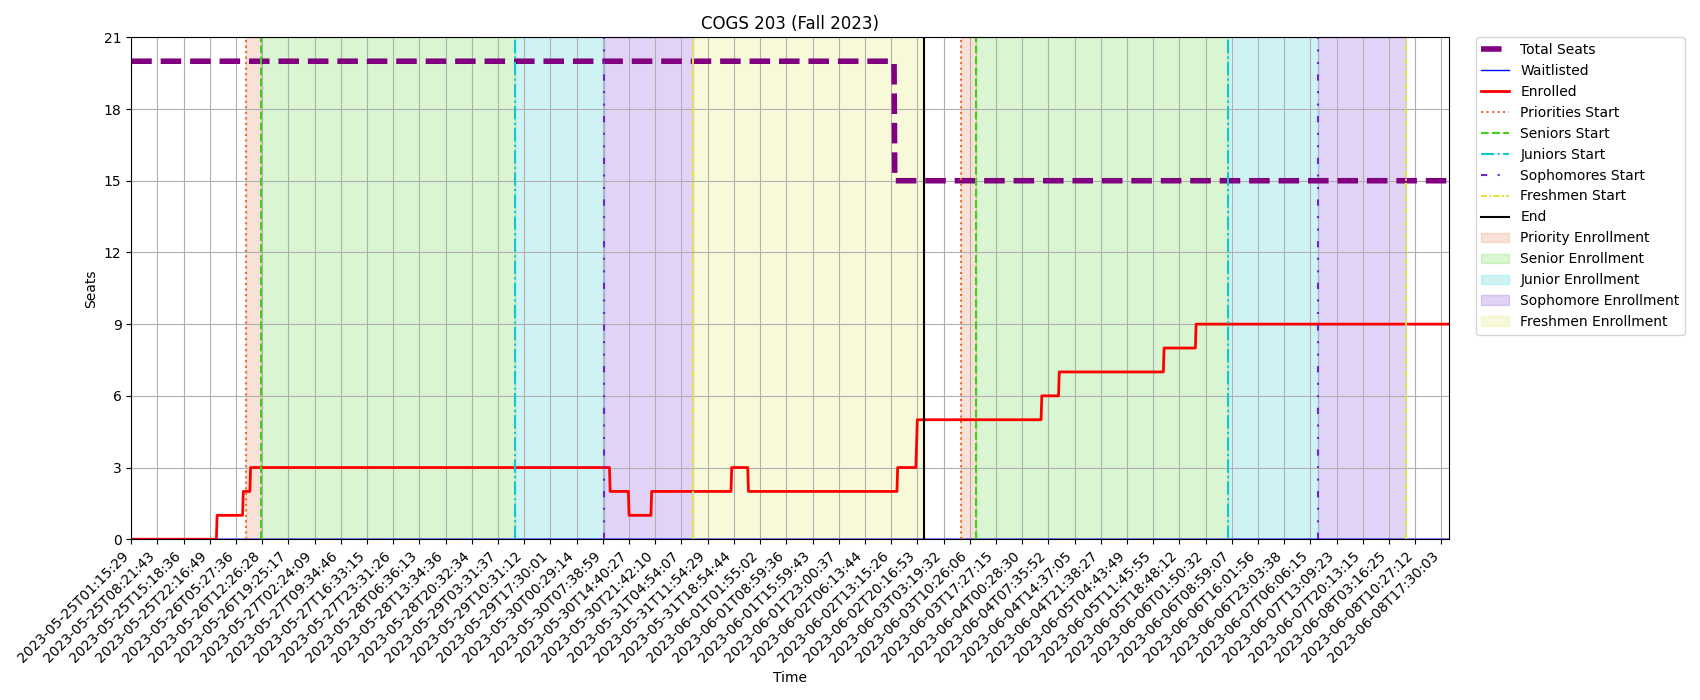 COGS 203 (Fall 2023)
21
18
15
12
9
6
3
0
Seats
2023-05-25T01:15:29
2023-05-25T08:21:43
2023-05-25T15:18:36
2023-05-25T22:16:49
2023-05-26T05:27:36
2023-05-26T12:26:28
2023-05-26T19:25:17
2023-05-27T02:24:09
2023-05-27T09:34:46
2023-05-27T16:33:15
2023-05-27T23:31:26
2023-05-28T06:36:13
2023-05-28T13:34:36
2023-05-28T20:32:34
2023-05-29T03:31:37
2023-05-29T10:31:12
2023-05-29T17:30:01
2023-05-30T00:29:14
2023-05-30T07:38:59
2023-05-30T14:40:27
2023-05-30T21:42:10
2023-05-31T04:54:07
2023-05-31T11:54:29
2023-05-31T18:54:44
2023-06-01T01:55:02
2023-06-01T08:59:36
2023-06-01T15:59:43
2023-06-01T23:00:37
2023-06-02T06:13:44
2023-06-02T13:15:26
2023-06-02T20:16:53
2023-06-03T03:19:32
2023-06-03T10:26:06
2023-06-03T17:27:15
2023-06-04T00:28:30
2023-06-04T07:35:52
2023-06-04T14:37:05
2023-06-04T21:38:27
2023-06-05T04:43:49
2023-06-05T11:45:55
2023-06-05T18:48:12
2023-06-06T01:50:32
2023-06-06T08:59:07
2023-06-06T16:01:56
2023-06-06T23:03:38
2023-06-07T06:06:15
2023-06-07T13:09:23
2023-06-07T20:13:15
2023-06-08T03:16:25
2023-06-08T10:27:12
2023-06-08T17:30:03
Time
Total Seats
Waitlisted
Enrolled
Priorities Start
Seniors Start
Juniors Start
Sophomores Start
Freshmen Start
End
Priority Enrollment
Senior Enrollment
Junior Enrollment
Sophomore Enrollment
Freshmen Enrollment